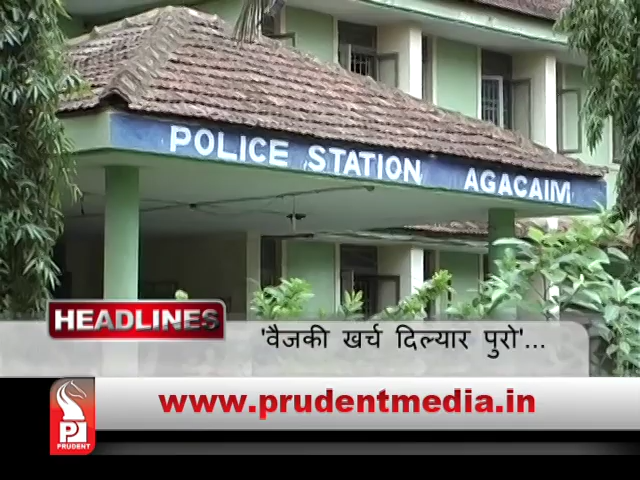 POLICE STATION AGACAIM
HEADLINES
'वैजकी खर्च दिल्यार पुरो'...
www.prudentmedia.in
P
PRUDENT